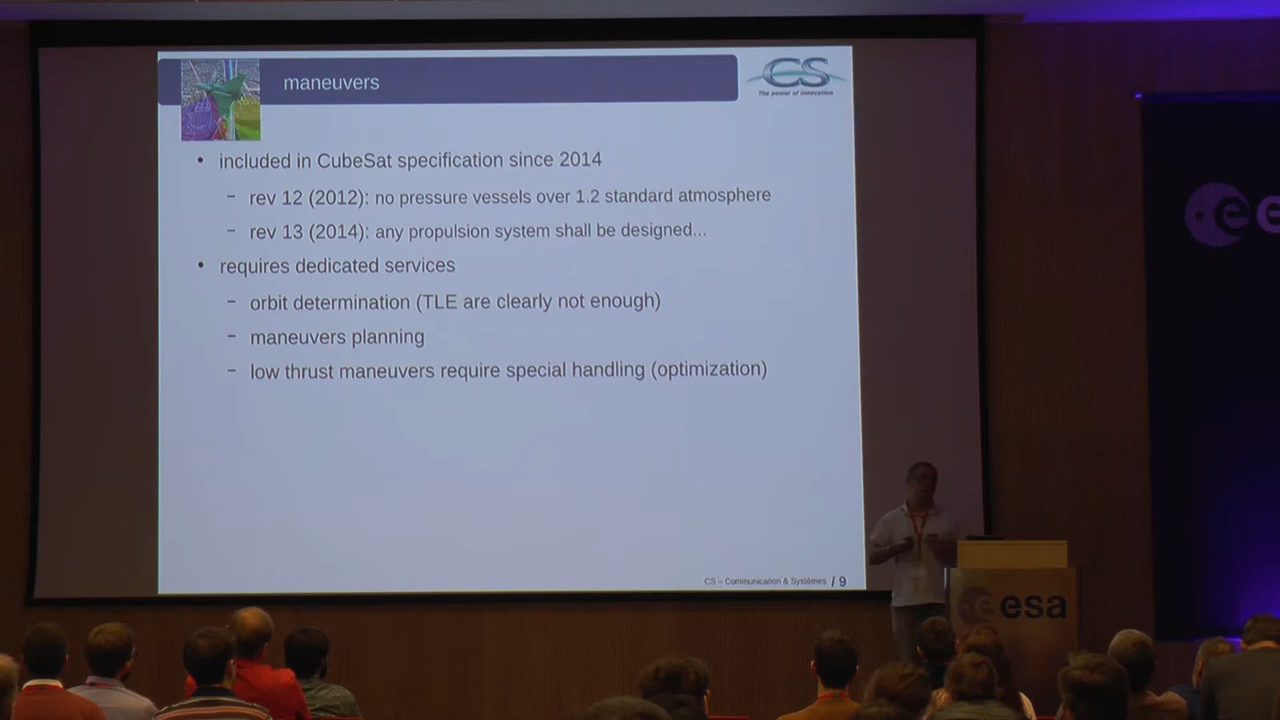 maneuvers
CS
The power of innovation
• included in CubeSat specification since 2014
– rev 12 (2012): no pressure vessels over 1.2 standard atmosphere
– rev 13 (2014): any propulsion system shall be designed...
• requires dedicated services
– orbit determination (TLE are clearly not enough)
– maneuvers planning
– low thrust maneuvers require special handling (optimization)
CS – Communication & Systèmes / 9
esa
e